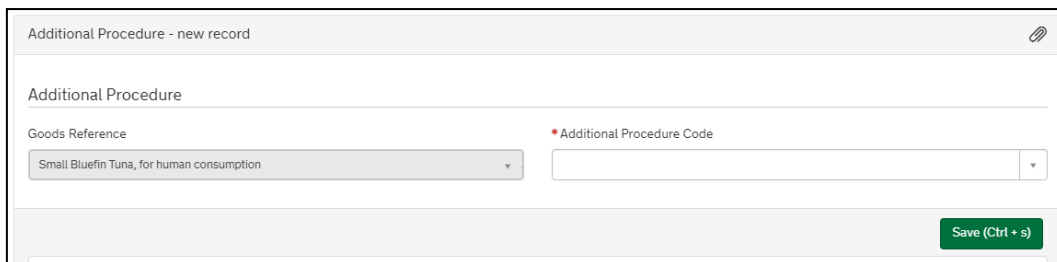 Additional Procedure - new record
Additional Procedure
Goods Reference
* Additional Procedure Code
Small Bluefin Tuna, for human consumption
Save (Ctrl + s)